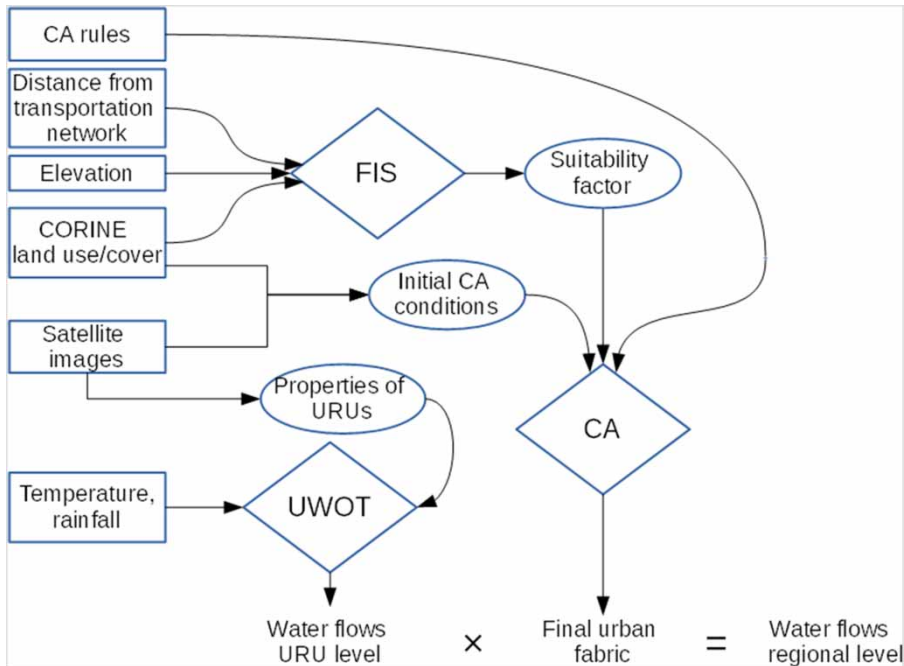 CA rules
Distance from
transportation
network
Elevation
CORINE
land use/cover
Satellite
images
Temperature,
rainfall
FIS
Suitability
factor
Initial CA
conditions
Properties of
URUs
CA
UWOT
Water flows
URU level
×
Final urban
fabric
=
Water flows
regional level